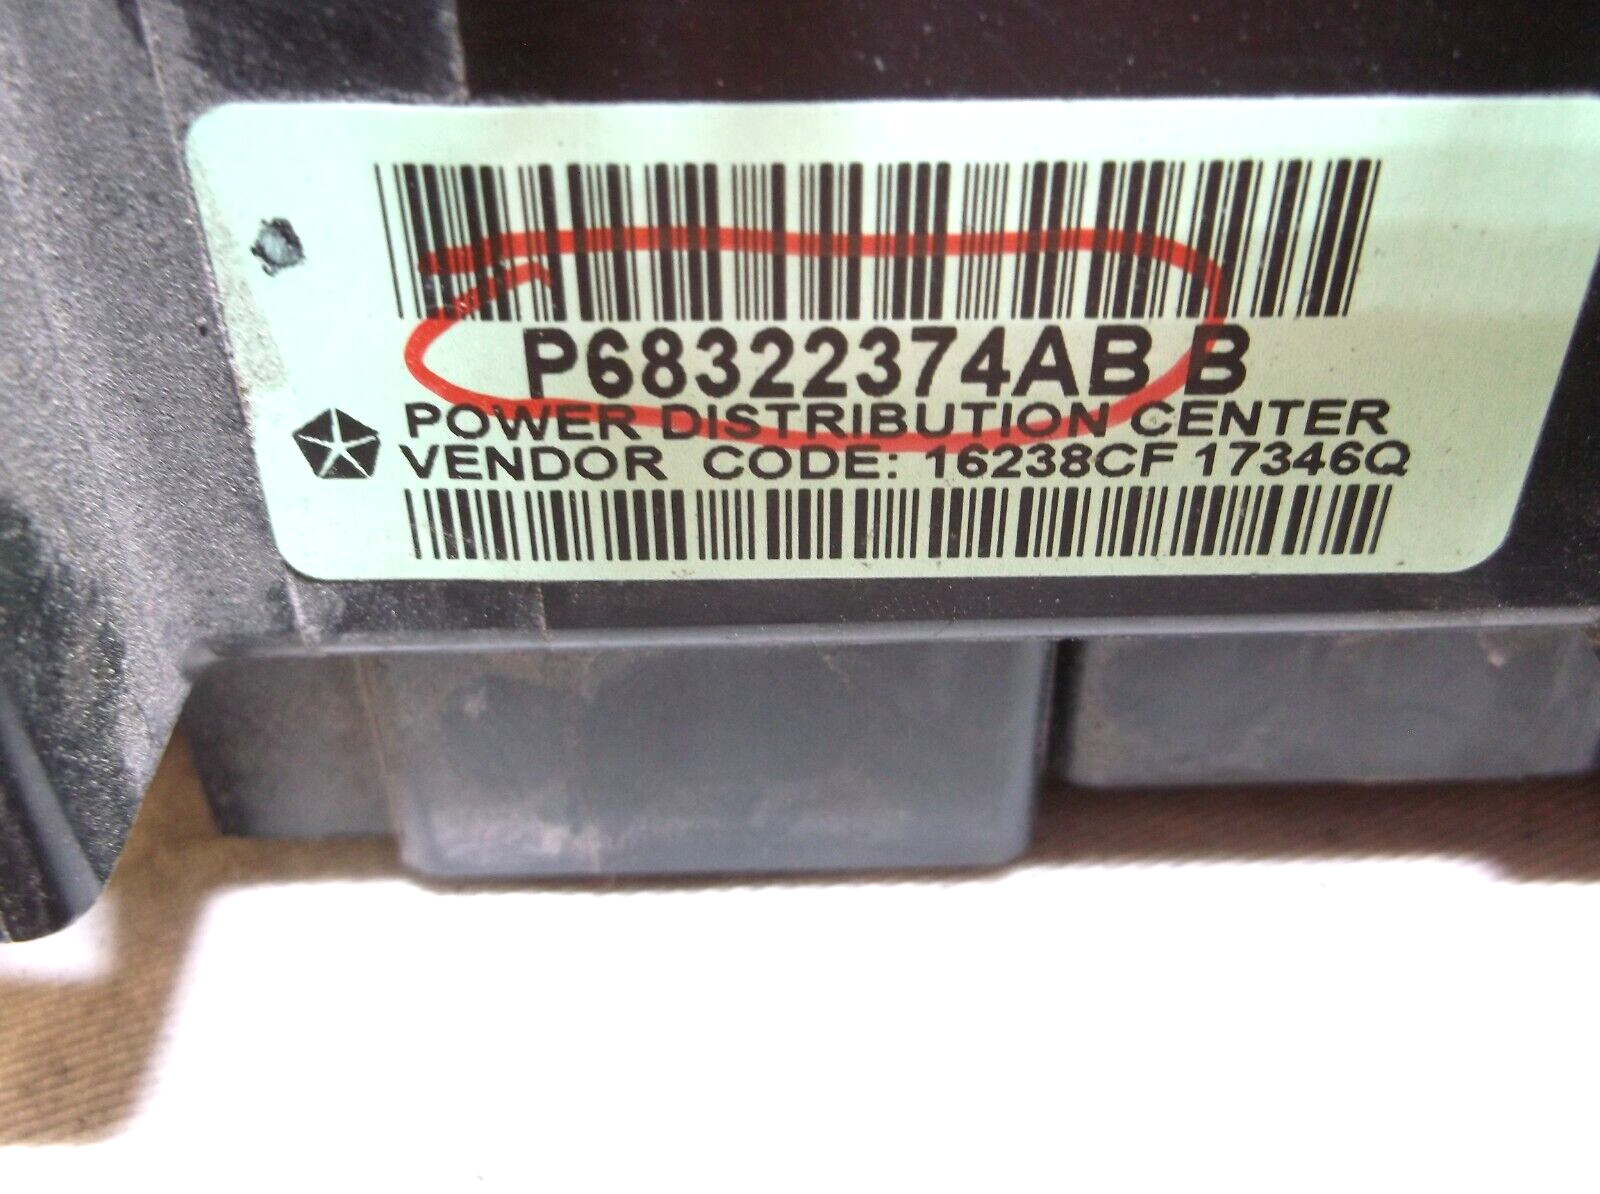 P68322374AB B
POWER DISTRIBUTION CENTER
VENDOR CODE: 16238CF 17346Q